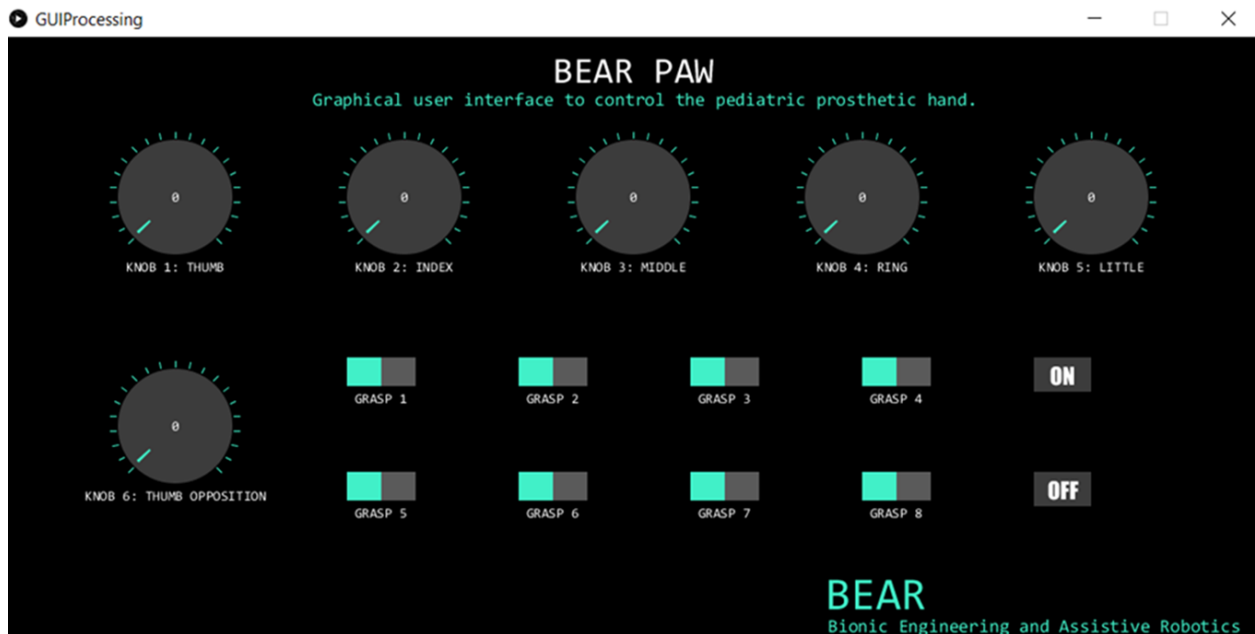 GUIProcessing
BEAR PAW
Graphical user interface to control the pediatric prosthetic hand.
0 0 0 0 0
KNOB 1: THUMB KNOB 2: INDEX KNOB 3: MIDDLE KNOB 4: RING KNOB 5: LITTLE
ON
GRASP 1 GRASP 2 GRASP 3 GRASP 4
0
KNOB 6: THUMB OPPOSITION
OFF
GRASP 5 GRASP 6 GRASP 7 GRASP 8
BEAR
Bionic Engineering and Assistive Robotics